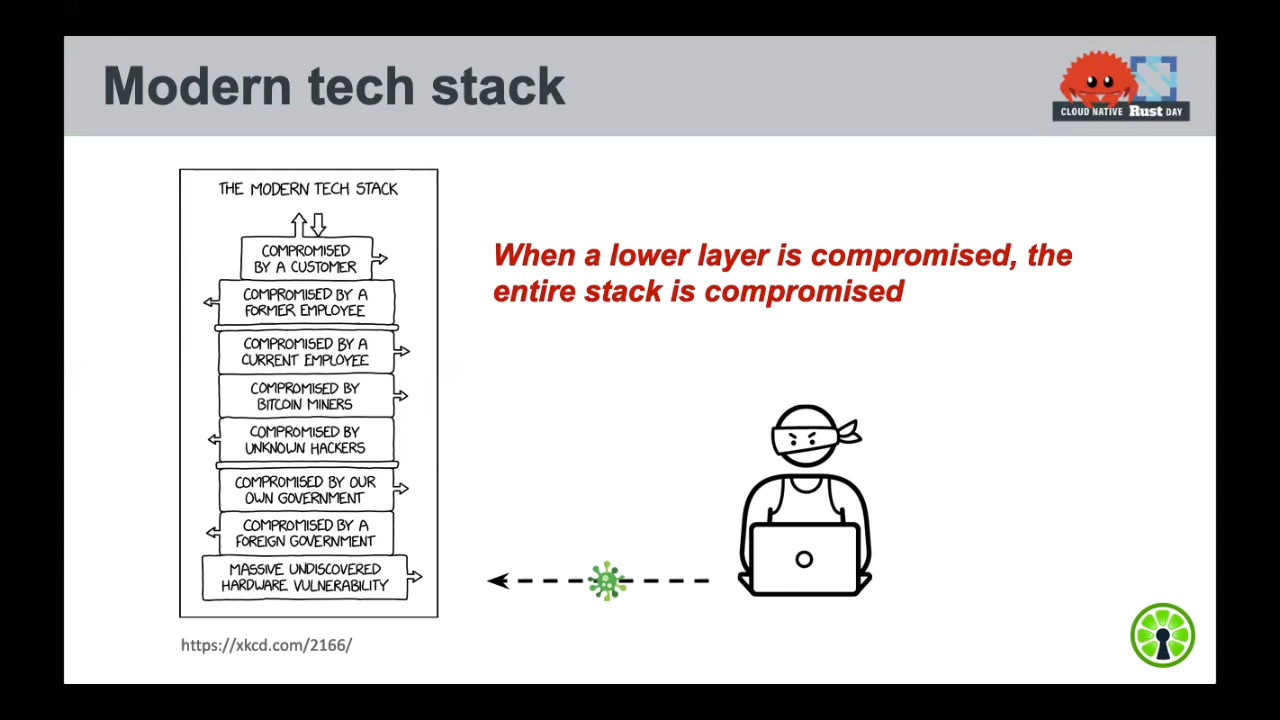 Modern tech stack
CLOUD NATIVE Rust DAY
THE MODERN TECH STACK
COMPROMISED
BY A CUSTOMER
COMPROMISED BY A
FORMER EMPLOYEE
COMPROMISED BY A
CURRENT EMPLOYEE
COMPROMISED BY
BITCOIN MINERS
COMPROMISED BY
UNKNOWN HACKERS
COMPROMISED BY OUR
OWN GOVERNMENT
COMPROMISED BY A
FOREIGN GOVERNMENT
MASSIVE UNDISCOVERED
HARDWARE VULNERABILITY
https://xkcd.com/2166/
When a lower layer is compromised, the
entire stack is compromised